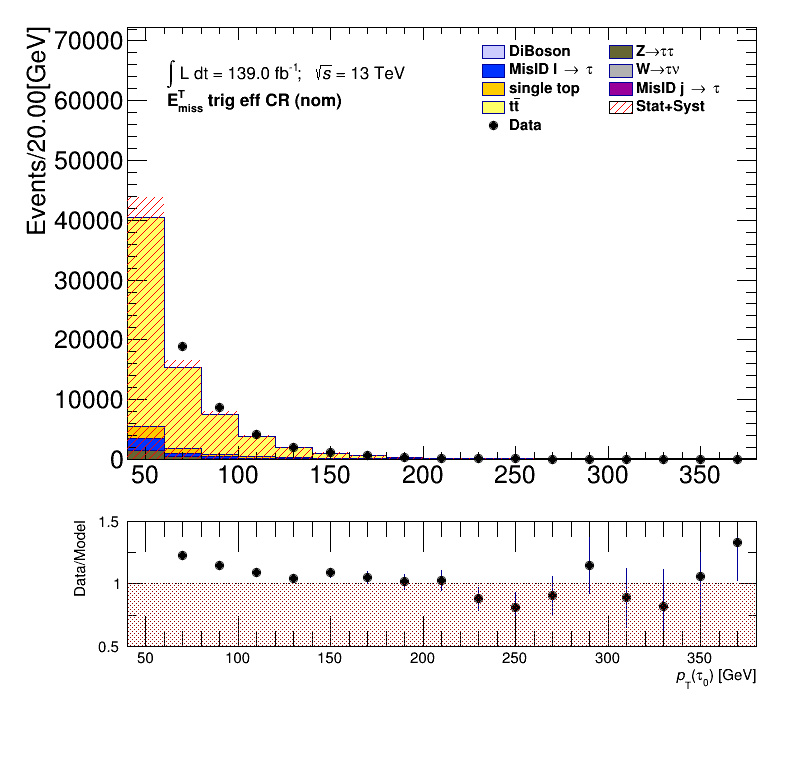 Events/20.00[GeV]
70000
60000
50000
40000
30000
20000
10000
0
∫ L dt = 139.0 fb⁻¹; √s = 13 TeV
E^T_miss trig eff CR (nom)
DiBoson
MisID l → τ
single top
tt̄
Data
Z→ττ
W→τν
MisID j → τ
Stat+Syst
50 100 150 200 250 300 350
Data/Model
1.5
1
0.5
50 100 150 200 250 300 350
p_T(τ_0) [GeV]